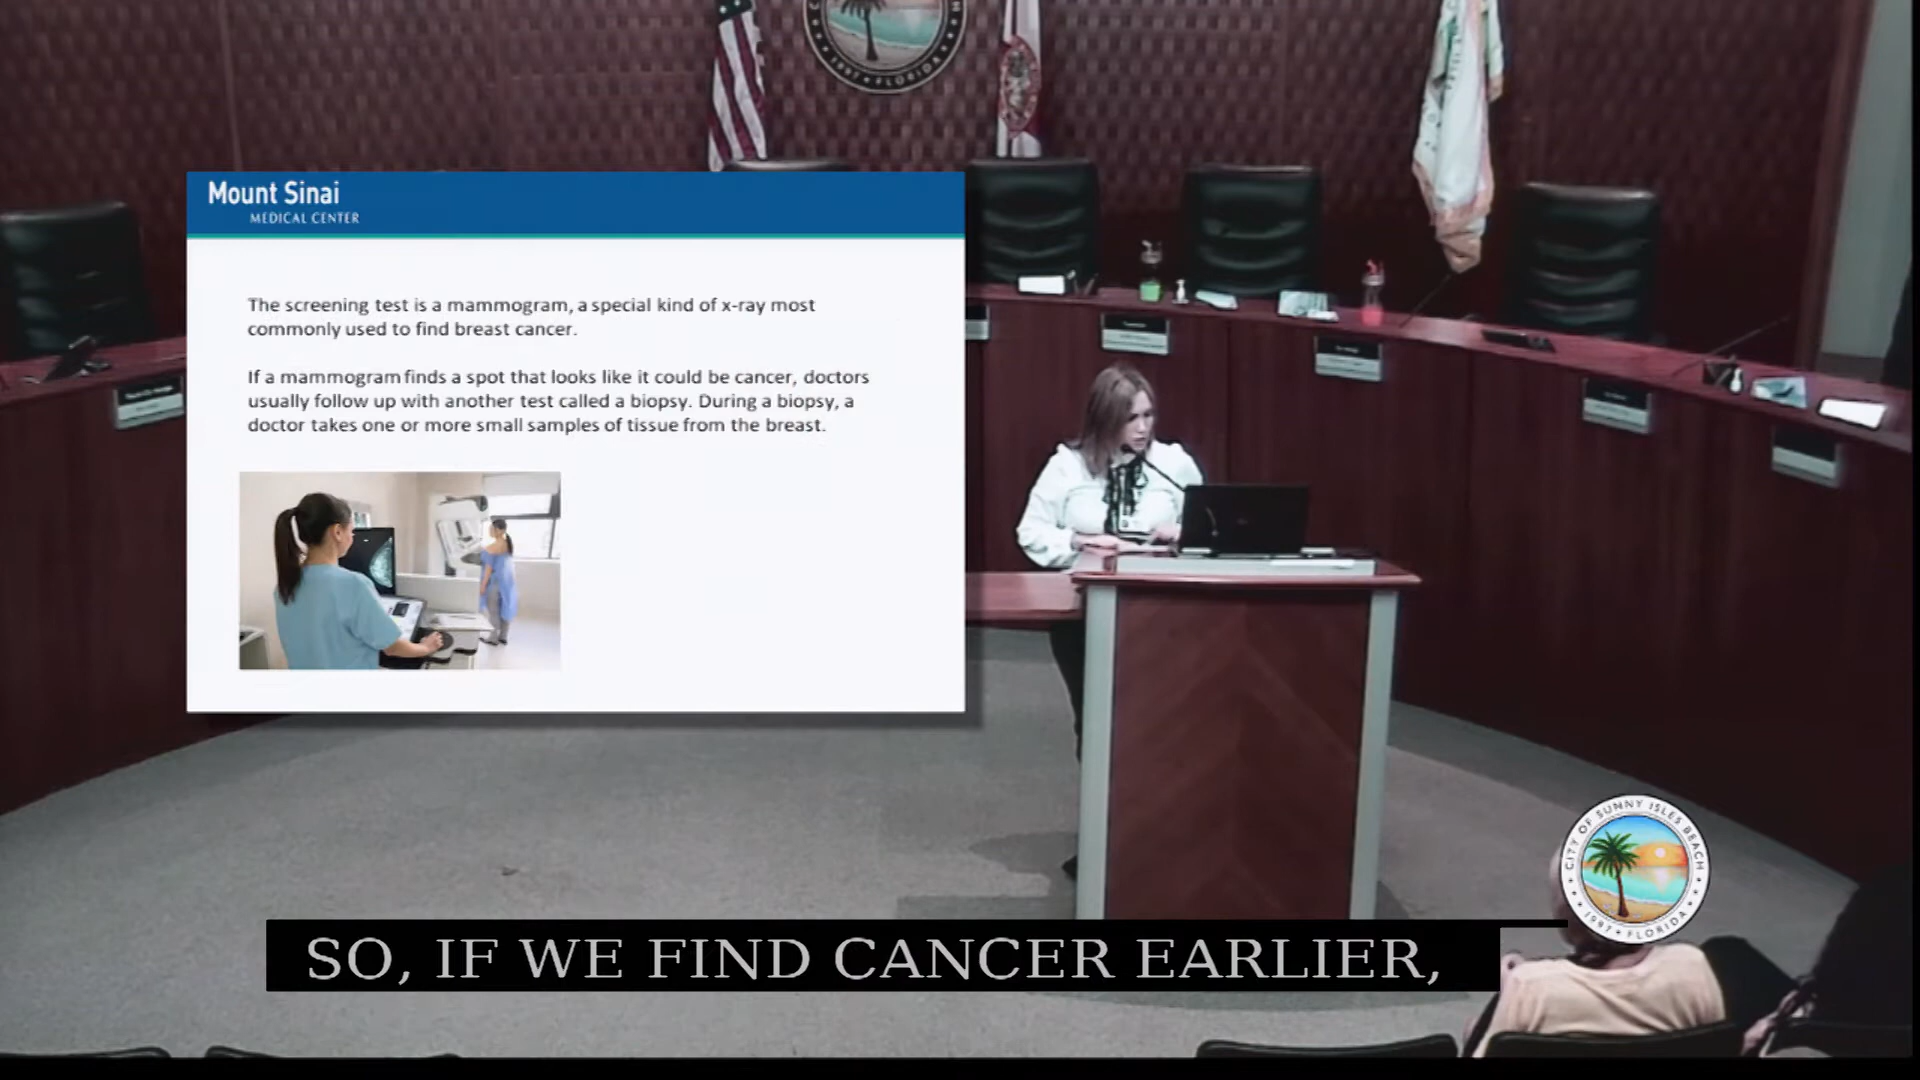 1997 • FLORIDA
Mount Sinai
MEDICAL CENTER
The screening test is a mammogram, a special kind of x-ray most
commonly used to find breast cancer.
If a mammogram finds a spot that looks like it could be cancer, doctors
usually follow up with another test called a biopsy. During a biopsy, a
doctor takes one or more small samples of tissue from the breast.
CITY OF SUNNY ISLES BEACH
• 1997 • FLORIDA •
SO, IF WE FIND CANCER EARLIER,